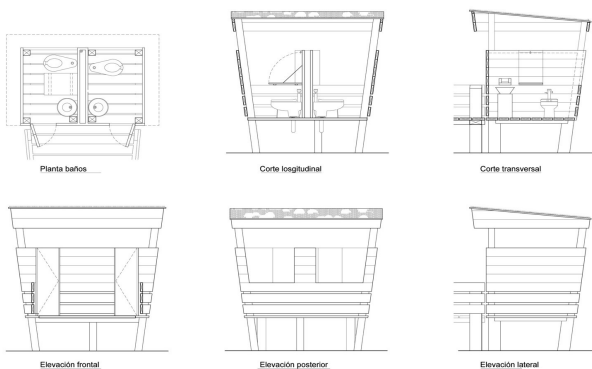 Planta baños
Corte losgitudinal
Corte transversal
Elevación frontal
Elevación posterior
Elevación lateral